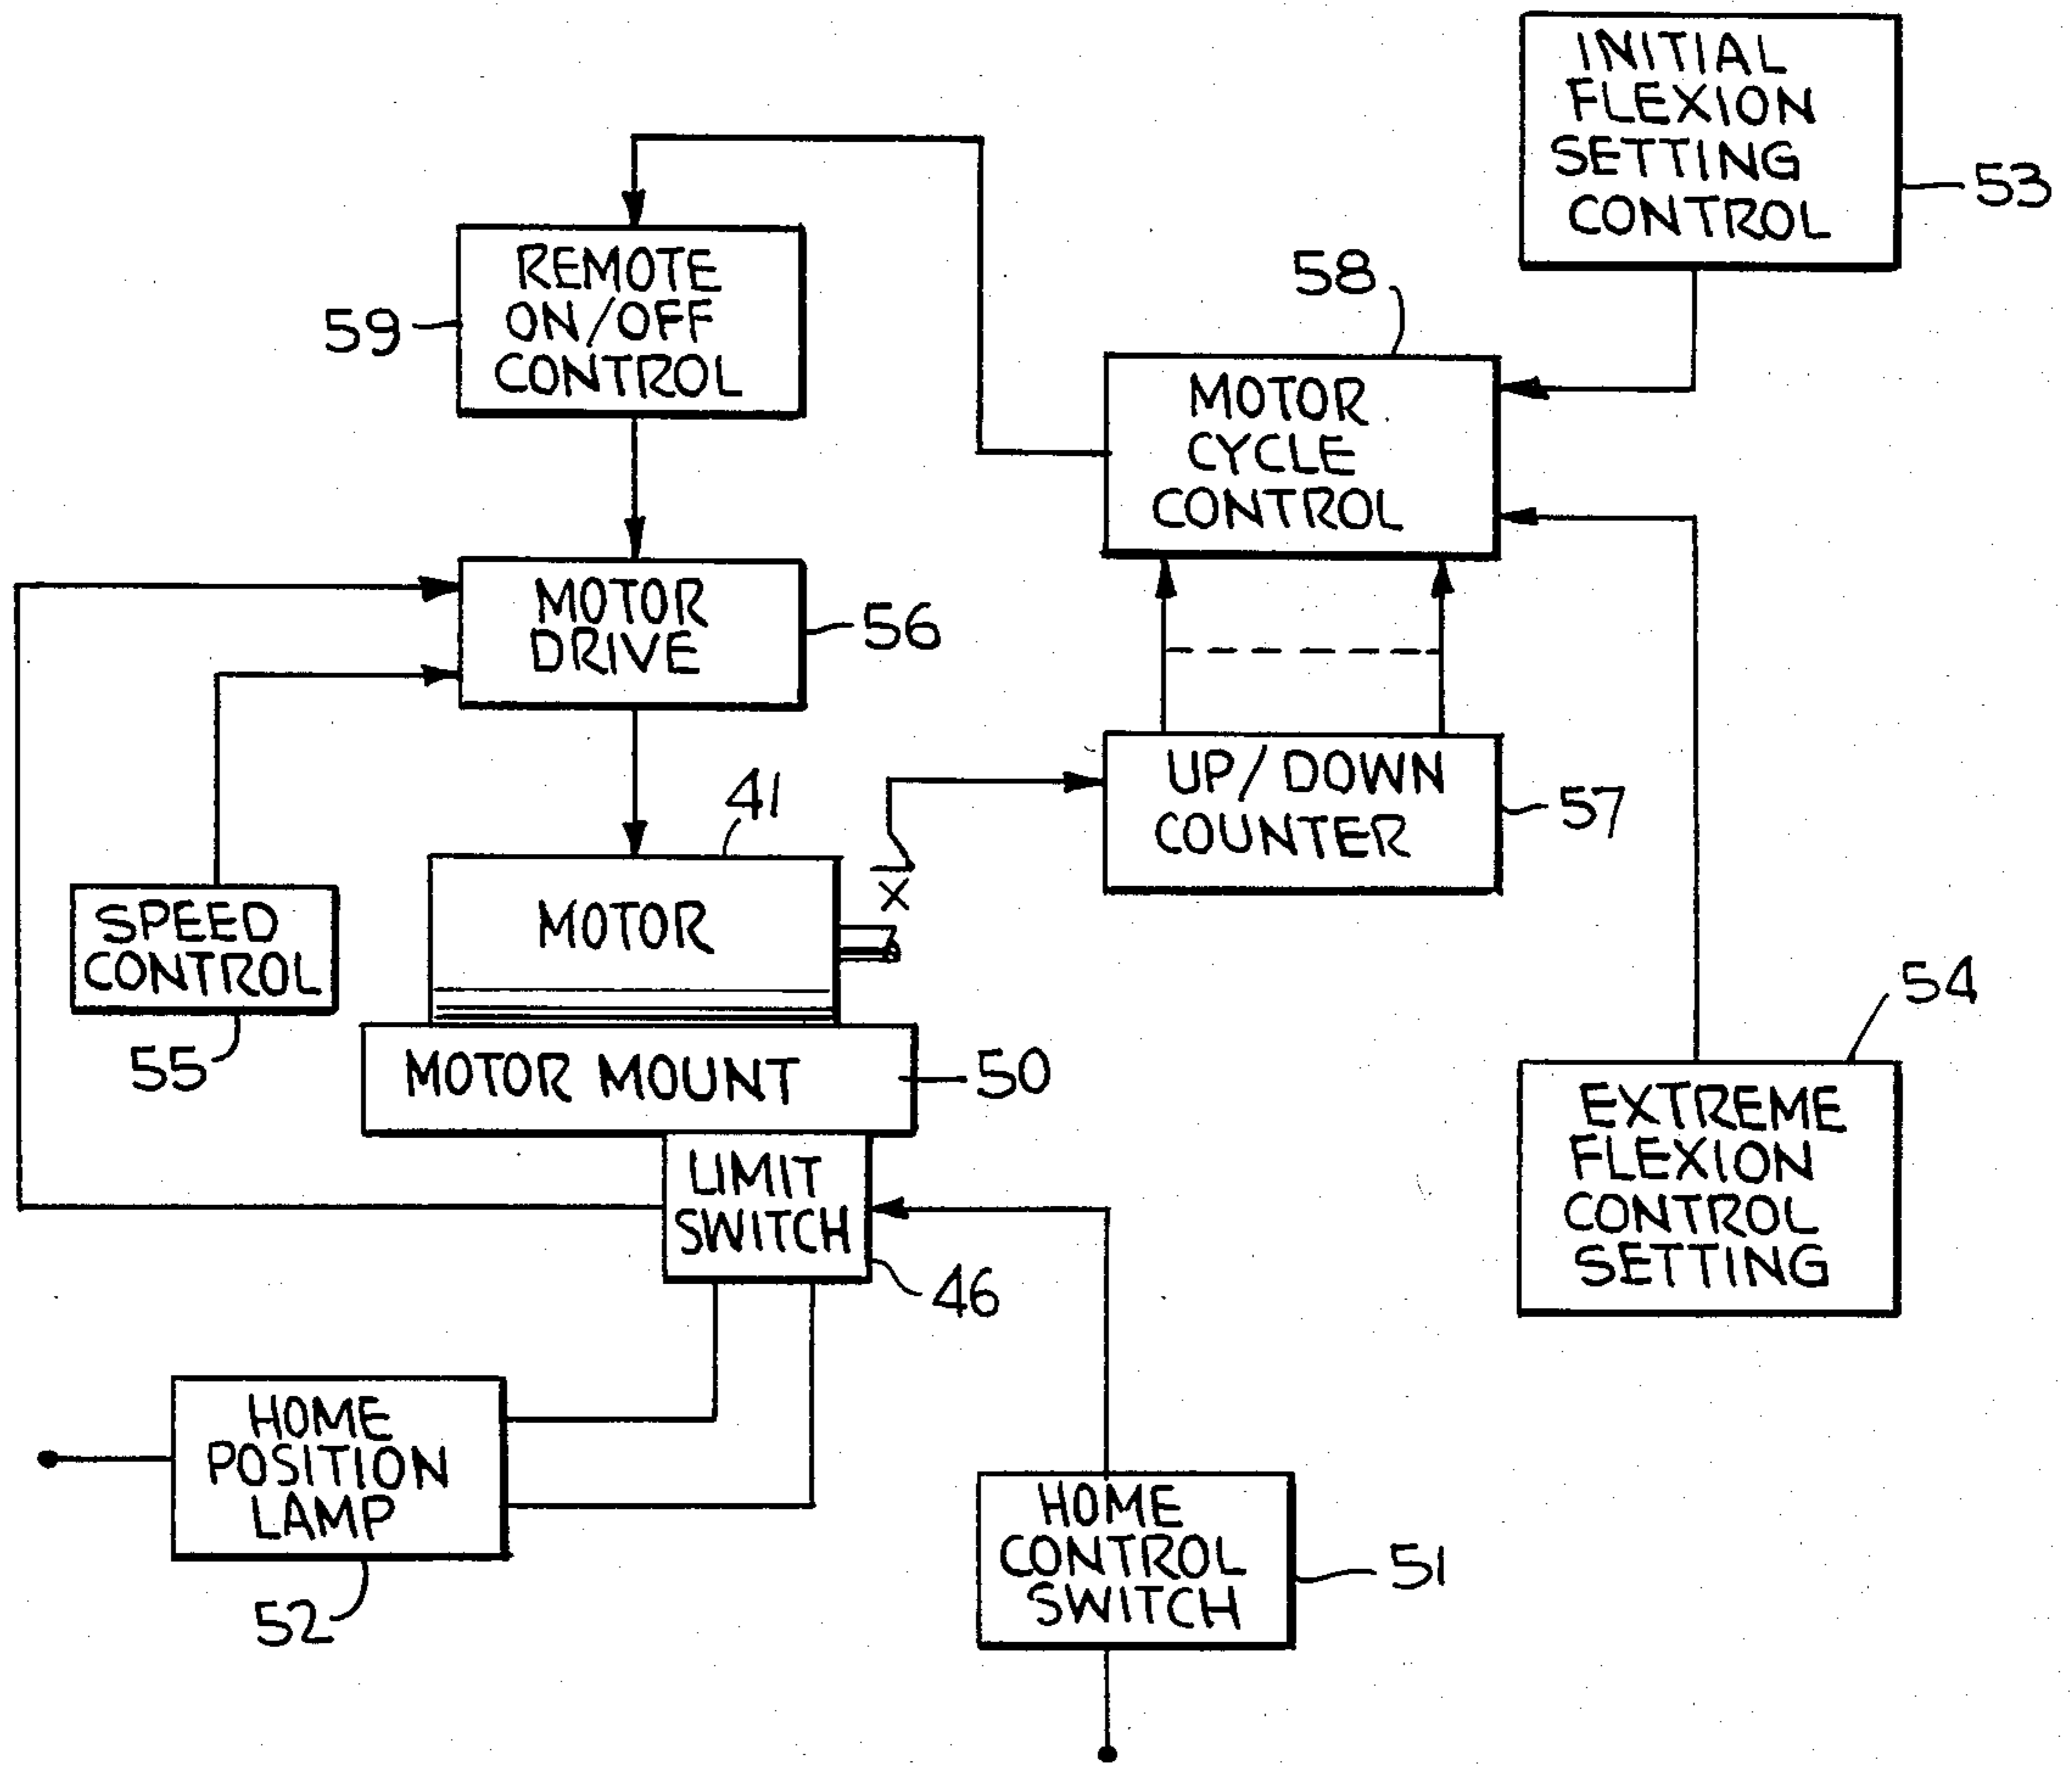 INITIAL
FLEXION
SETTING
CONTROL
53
REMOTE
ON/OFF
CONTROL
59
58
MOTOR
CYCLE
CONTROL
MOTOR
DRIVE
56
41
UP/DOWN
COUNTER
57
X
MOTOR
SPEED
CONTROL
55
MOTOR MOUNT
50
54
EXTREME
FLEXION
CONTROL
SETTING
LIMIT
SWITCH
46
HOME
POSITION
LAMP
52
HOME
CONTROL
SWITCH
51